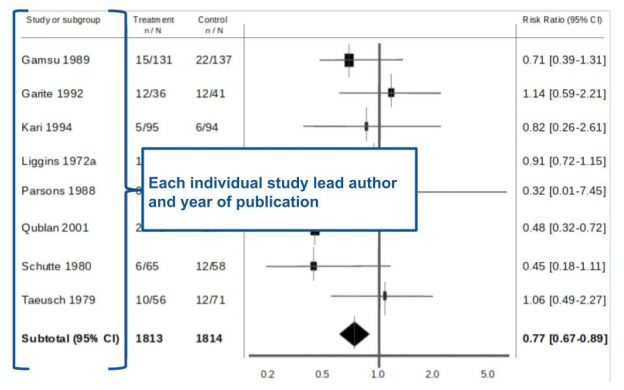 Study or subgroup Treatment Control Risk Ratio (95% CI)
n / N n / N
Gamsu 1989 15/131 22/137 0.71 [0.39-1.31]
Garite 1992 12/36 12/41 1.14 [0.59-2.21]
Kari 1994 5/95 6/94 0.82 [0.26-2.61]
Liggins 1972a 0.91 [0.72-1.15]
Each individual study lead author
Parsons 1988 0.32 [0.01-7.45]
and year of publication
Qublan 2001 0.48 [0.32-0.72]
Schutte 1980 6/65 12/58 0.45 [0.18-1.11]
Taeusch 1979 10/56 12/71 1.06 [0.49-2.27]
Subtotal (95% CI) 1813 1814 0.77 [0.67-0.89]
0.2 0.5 1.0 2.0 5.0